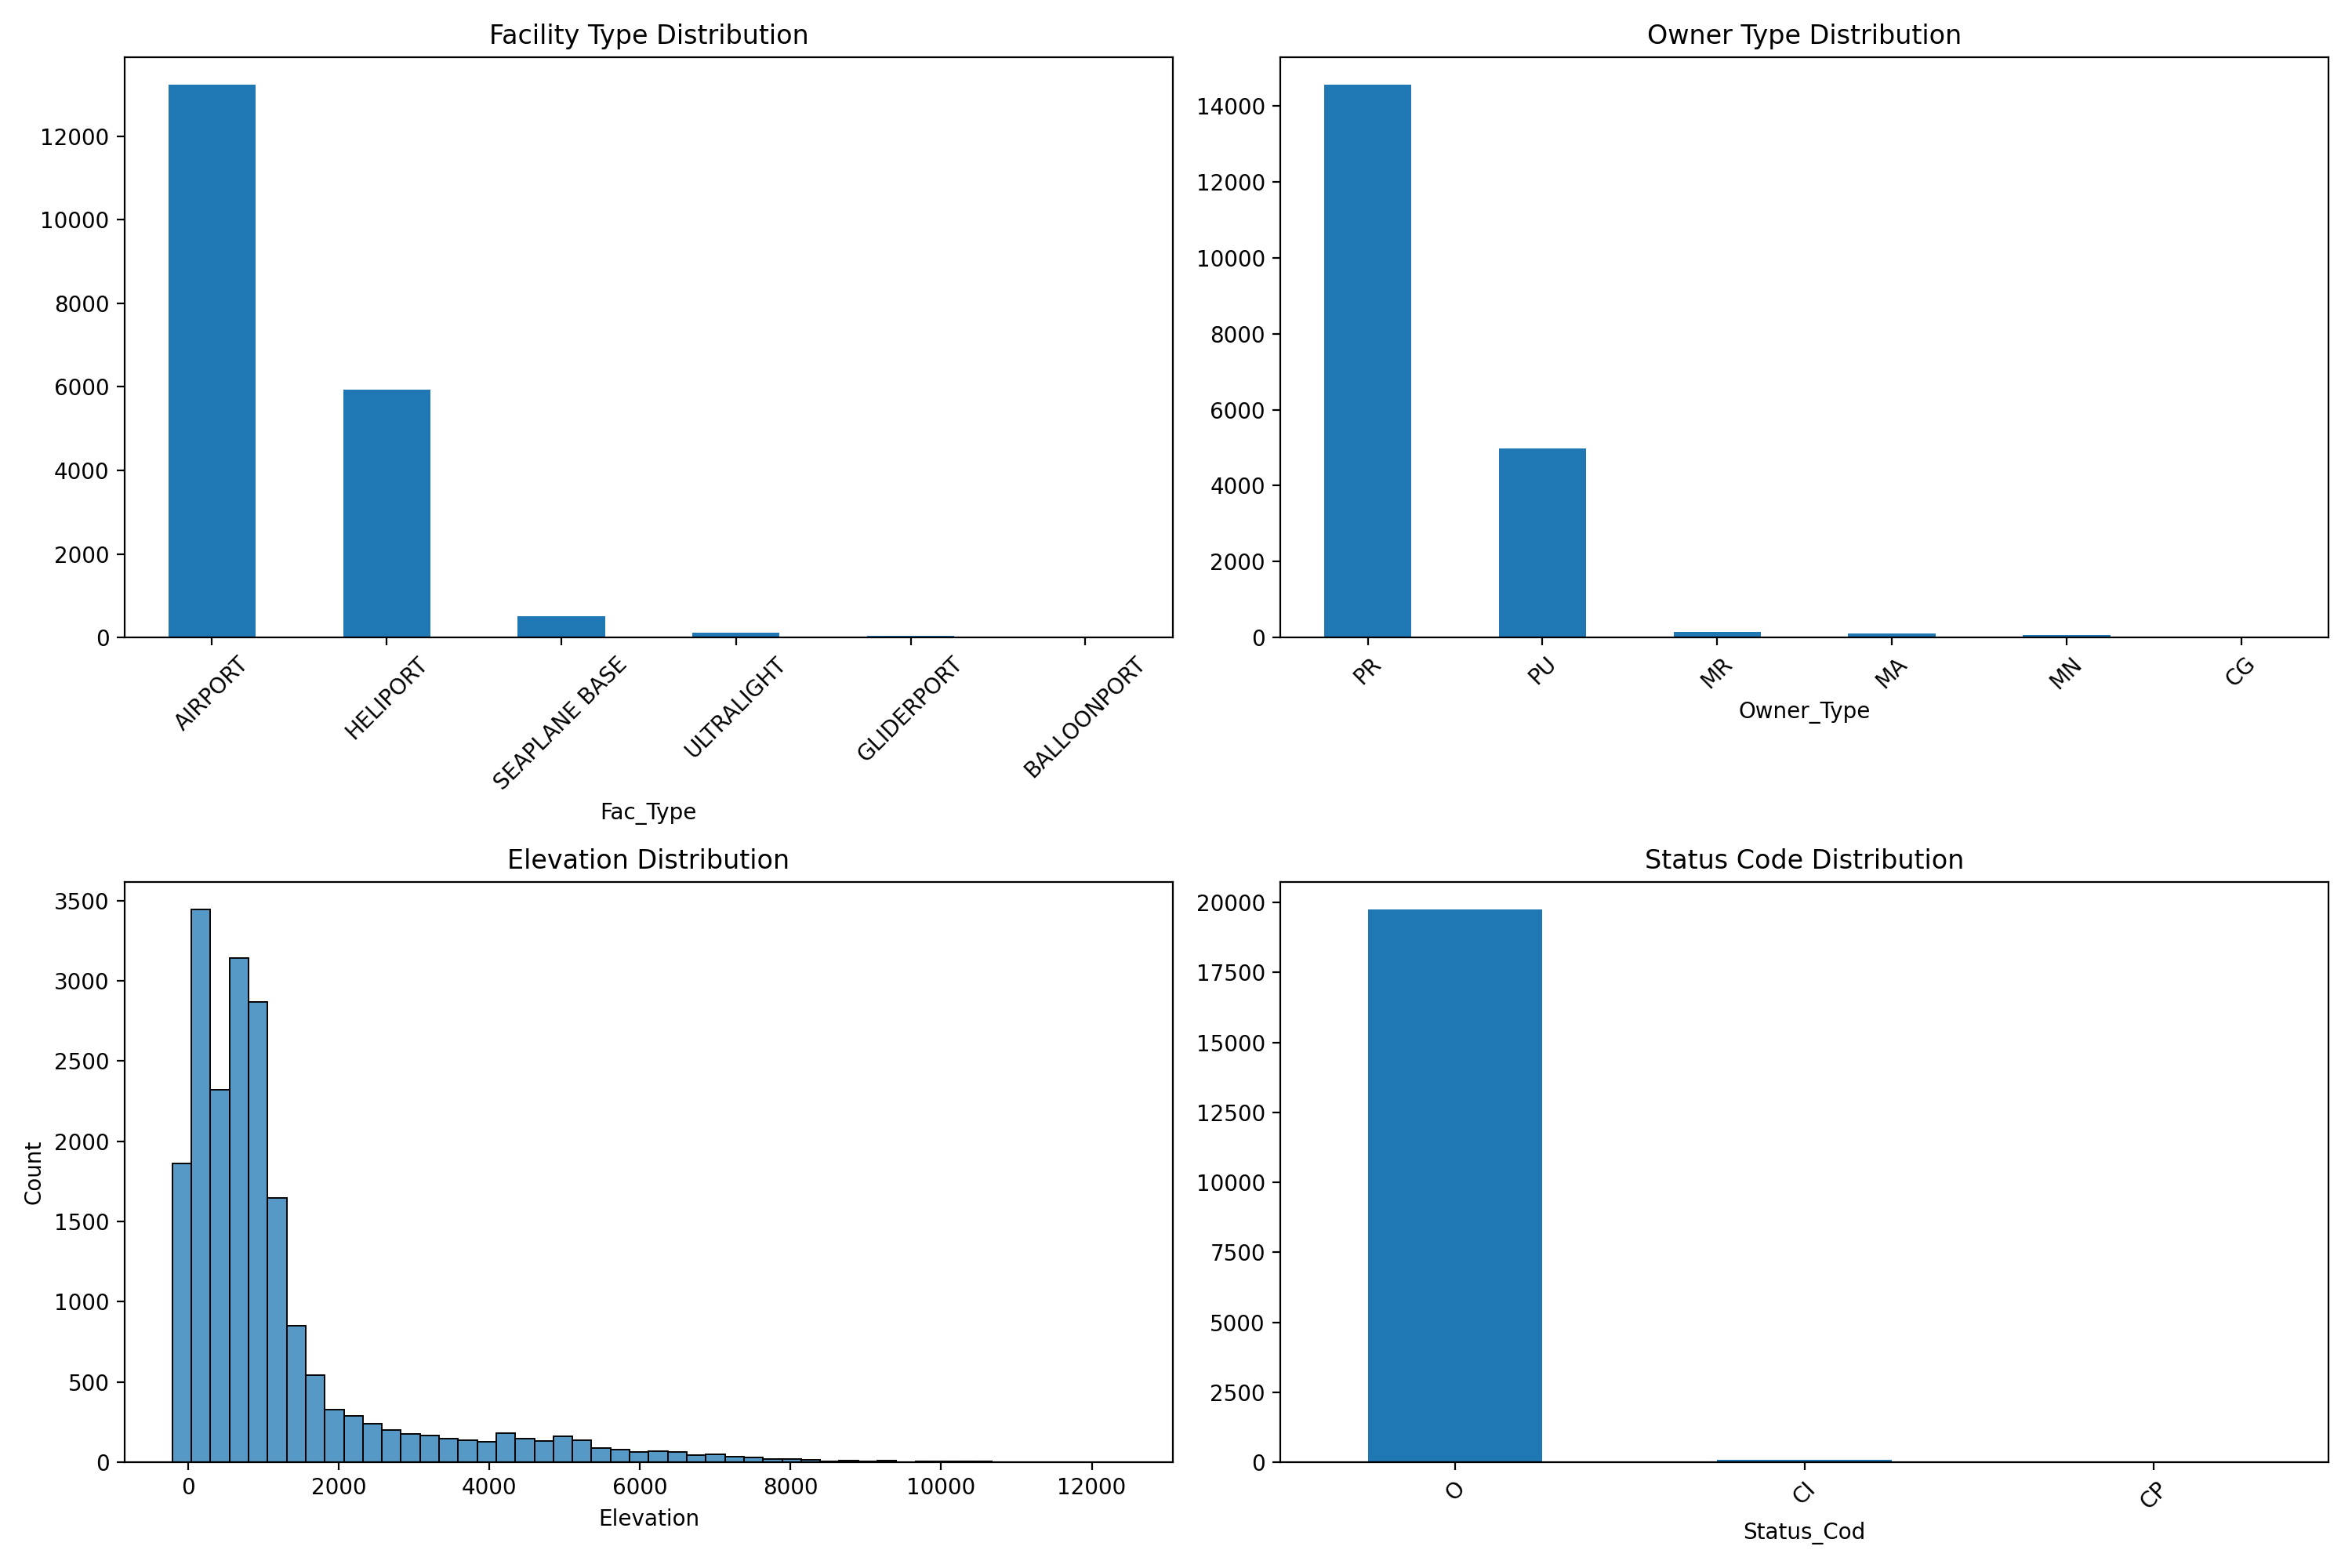 Facility Type Distribution
12000
10000
8000
6000
4000
2000
0
AIRPORT
HELIPORT
SEAPLANE BASE
ULTRALIGHT
GLIDERPORT
BALLOONPORT
Fac_Type
Owner Type Distribution
14000
12000
10000
8000
6000
4000
2000
0
PR
PU
MR
MA
MN
CG
Owner_Type
Elevation Distribution
3500
3000
2500
2000
1500
1000
500
0
Count
0
2000
4000
6000
8000
10000
12000
Elevation
Status Code Distribution
20000
17500
15000
12500
10000
7500
5000
2500
0
O
CI
CP
Status_Cod